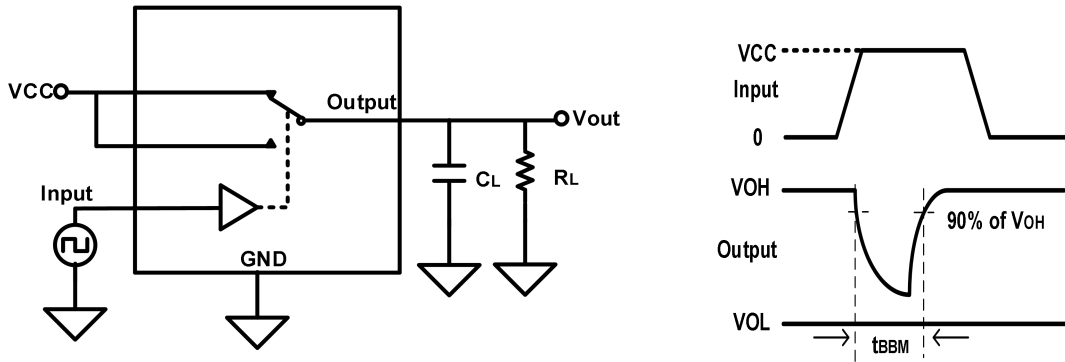 VCC
Output
Vout
CL
RL
Input
GND
VCC
Input
0
VOH
90% of VOH
Output
VOL
tBBM